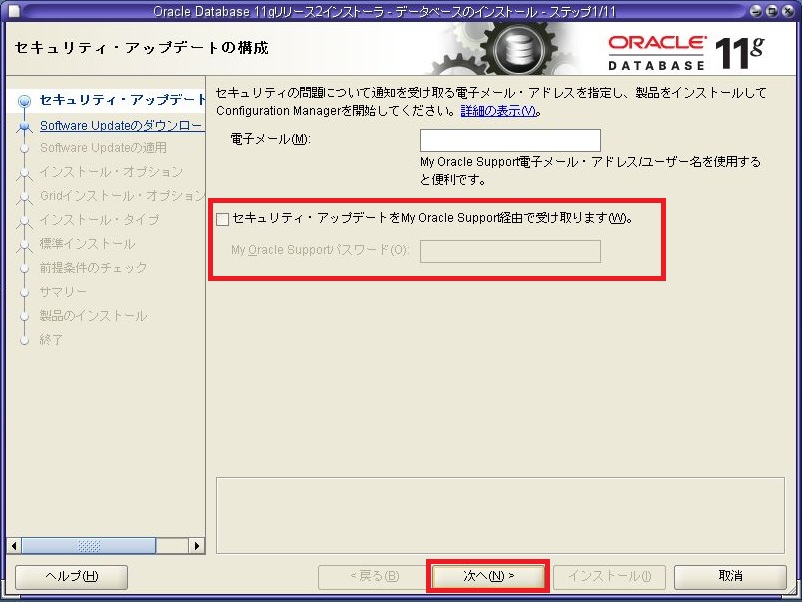 Oracle Database 11gリリース2インストーラ - データベースのインストール - ステップ1/11
セキュリティ・アップデートの構成
ORACLE
DATABASE
11g
セキュリティ・アップデート
Software Updateのダウンロー
Software Updateの適用
インストール・オプション
Gridインストール・オプション
インストール・タイプ
標準インストール
前提条件のチェック
サマリー
製品のインストール
終了
セキュリティの問題について通知を受け取る電子メール・アドレスを指定し、製品をインストールして
Configuration Managerを開始してください。詳細の表示(V)。
電子メール(M):
My Oracle Support電子メール・アドレス/ユーザー名を使用する
と便利です。
セキュリティ・アップデートをMy Oracle Support経由で受け取ります(W)。
My Oracle Supportパスワード(O):
ヘルプ(H)
< 戻る(B)
次へ(N) >
インストール(I)
取消